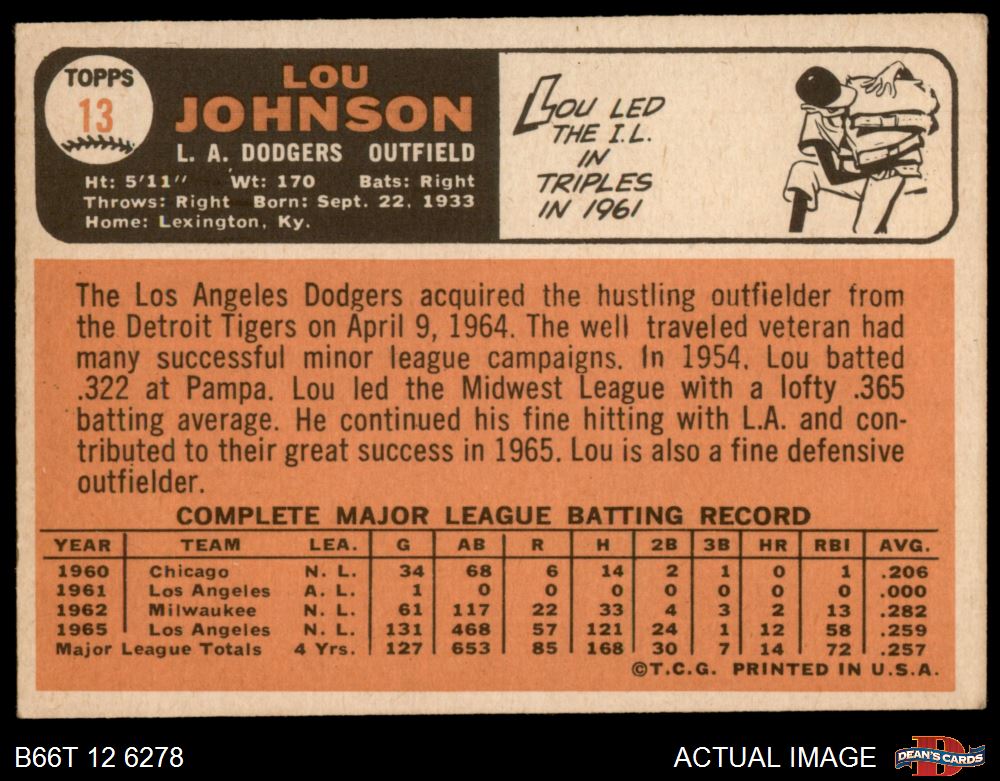 TOPPS
13
LOU
JOHNSON
L. A. DODGERS OUTFIELD
Ht: 5'11" Wt: 170 Bats: Right
Throws: Right Born: Sept. 22, 1933
Home: Lexington, Ky.
LOU LED
THE I.L.
IN
TRIPLES
IN 1961
The Los Angeles Dodgers acquired the hustling outfielder from
the Detroit Tigers on April 9, 1964. The well traveled veteran had
many successful minor league campaigns. In 1954, Lou batted
.322 at Pampa. Lou led the Midwest League with a lofty .365
batting average. He continued his fine hitting with L.A. and con-
tributed to their great success in 1965. Lou is also a fine defensive
outfielder.
COMPLETE MAJOR LEAGUE BATTING RECORD
YEAR TEAM LEA. G AB R H 2B 3B HR RBI AVG.
1960 Chicago N. L. 34 68 6 14 2 1 0 1 .206
1961 Los Angeles A. L. 1 0 0 0 0 0 0 0 .000
1962 Milwaukee N. L. 61 117 22 33 4 3 2 13 .282
1965 Los Angeles N. L. 131 468 57 121 24 1 12 58 .259
Major League Totals 4 Yrs. 127 653 85 168 30 7 14 72 .257
©T.C.G. PRINTED IN U.S.A.
B66T 12 6278
ACTUAL IMAGE
D
DEAN'S CARDS